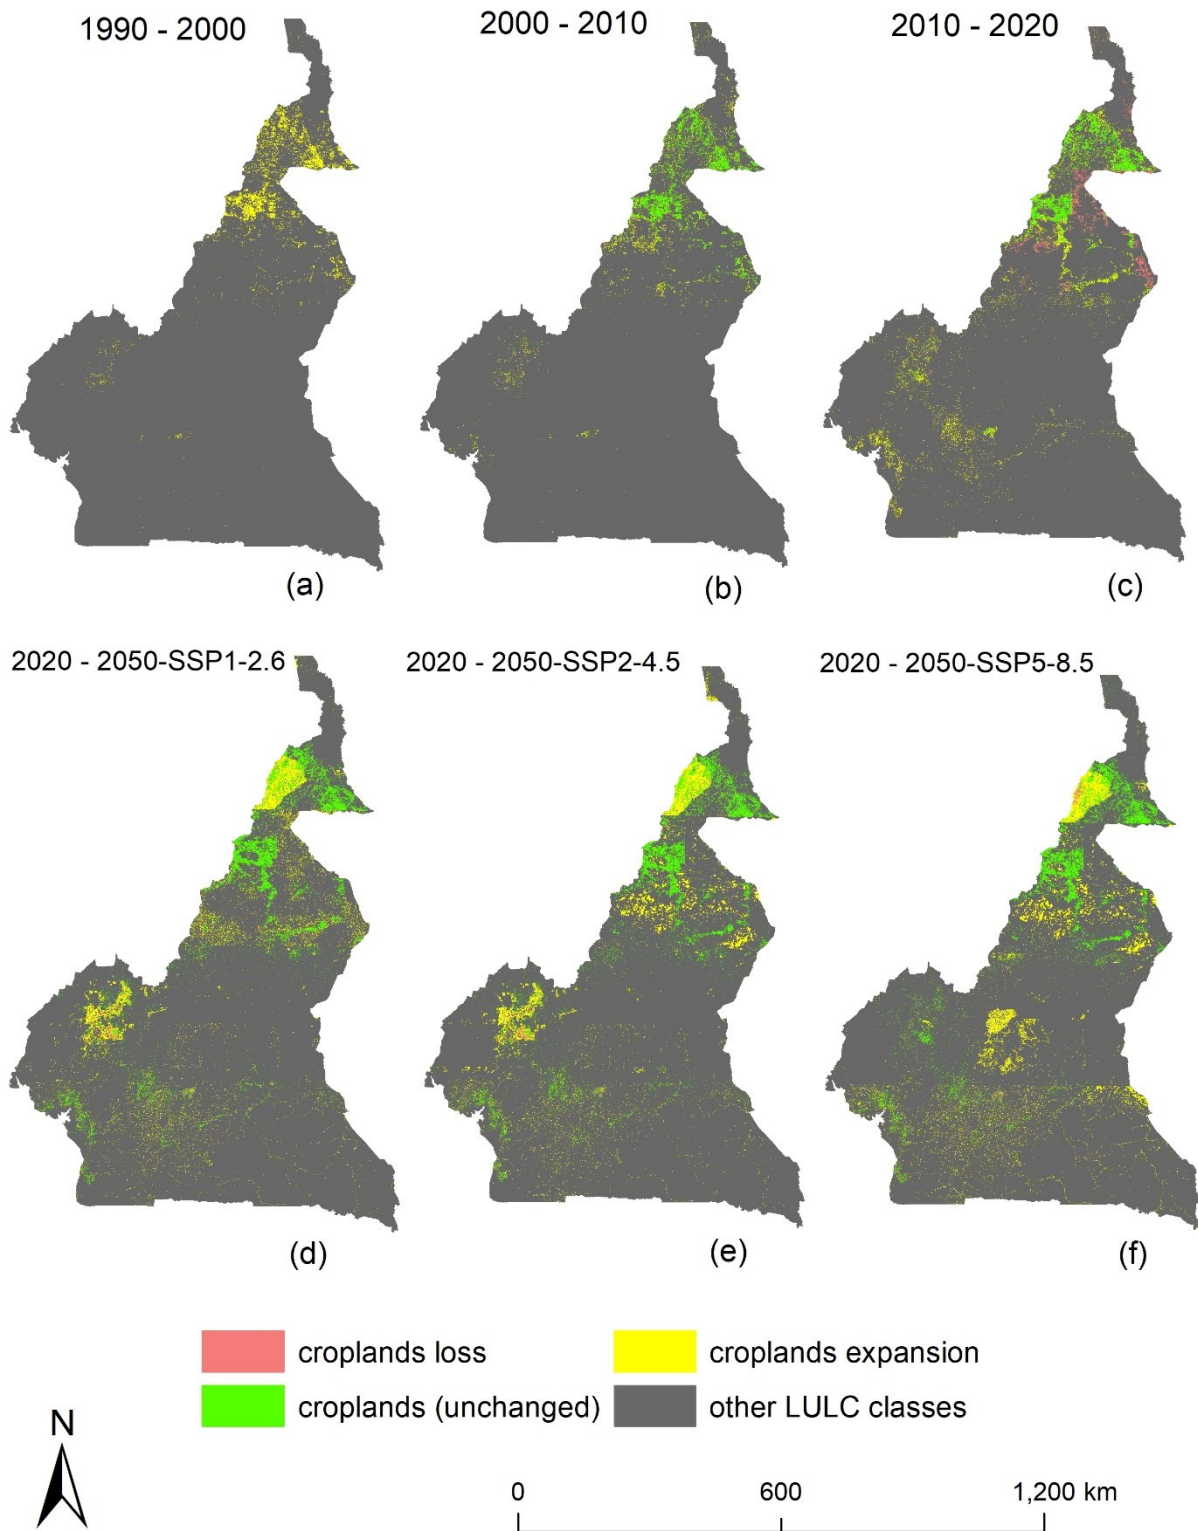 1990 - 2000
2000 - 2010
2010 - 2020
(a)
(b)
(c)
2020 - 2050-SSP1-2.6
2020 - 2050-SSP2-4.5
2020 - 2050-SSP5-8.5
(d)
(e)
(f)
croplands loss
croplands expansion
croplands (unchanged)
other LULC classes
N
0
600
1,200 km